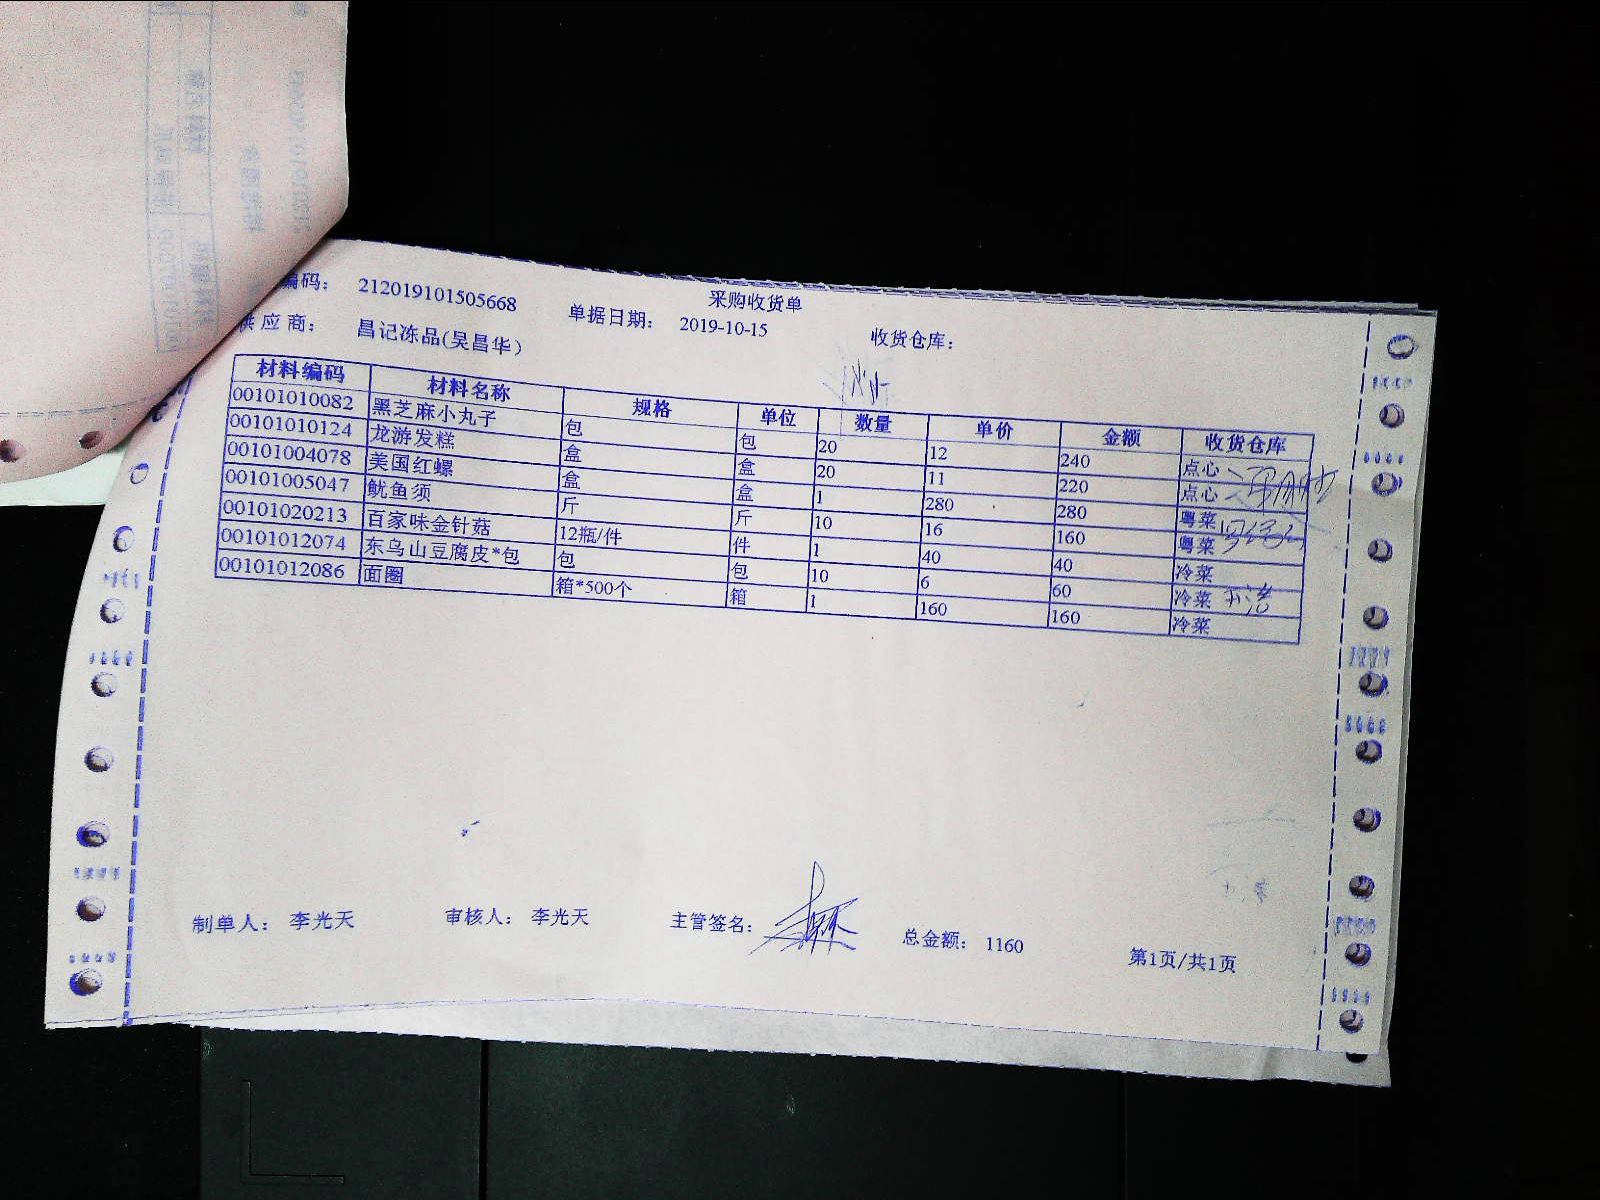 采购收货单
编码： 212019101505668 单据日期： 2019-10-15 收货仓库：
供应商： 昌记冻品(吴昌华)
材料编码 材料名称 规格 单位 数量 单价 金额 收货仓库
00101010082 黑芝麻小丸子 包 包 20 12 240 点心
00101010124 龙游发糕 盒 盒 20 11 220 点心
00101004078 美国红螺 盒 盒 1 280 280 粤菜
00101005047 鱿鱼须 斤 斤 10 16 160 粤菜
00101020213 百家味金针菇 12瓶/件 件 1 40 40 冷菜
00101012074 东乌山豆腐皮*包 包 包 10 6 60 冷菜
00101012086 面圈 箱*500个 箱 1 160 160 冷菜
制单人： 李光天 审核人： 李光天 主管签名： 总金额： 1160 第1页/共1页